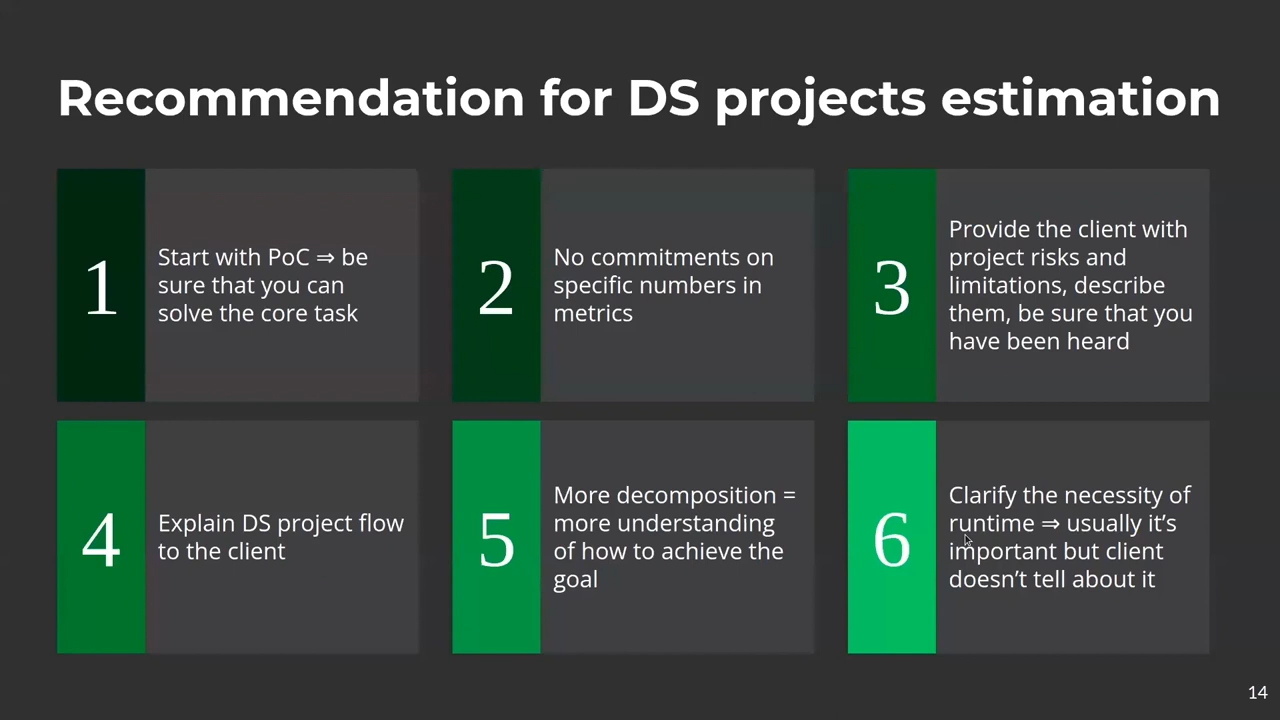 Recommendation for DS projects estimation
1
Start with PoC ⇒ be
sure that you can
solve the core task
2
No commitments on
specific numbers in
metrics
3
Provide the client with
project risks and
limitations, describe
them, be sure that you
have been heard
4
Explain DS project flow
to the client
5
More decomposition =
more understanding
of how to achieve the
goal
6
Clarify the necessity of
runtime ⇒ usually it’s
important but client
doesn’t tell about it
14